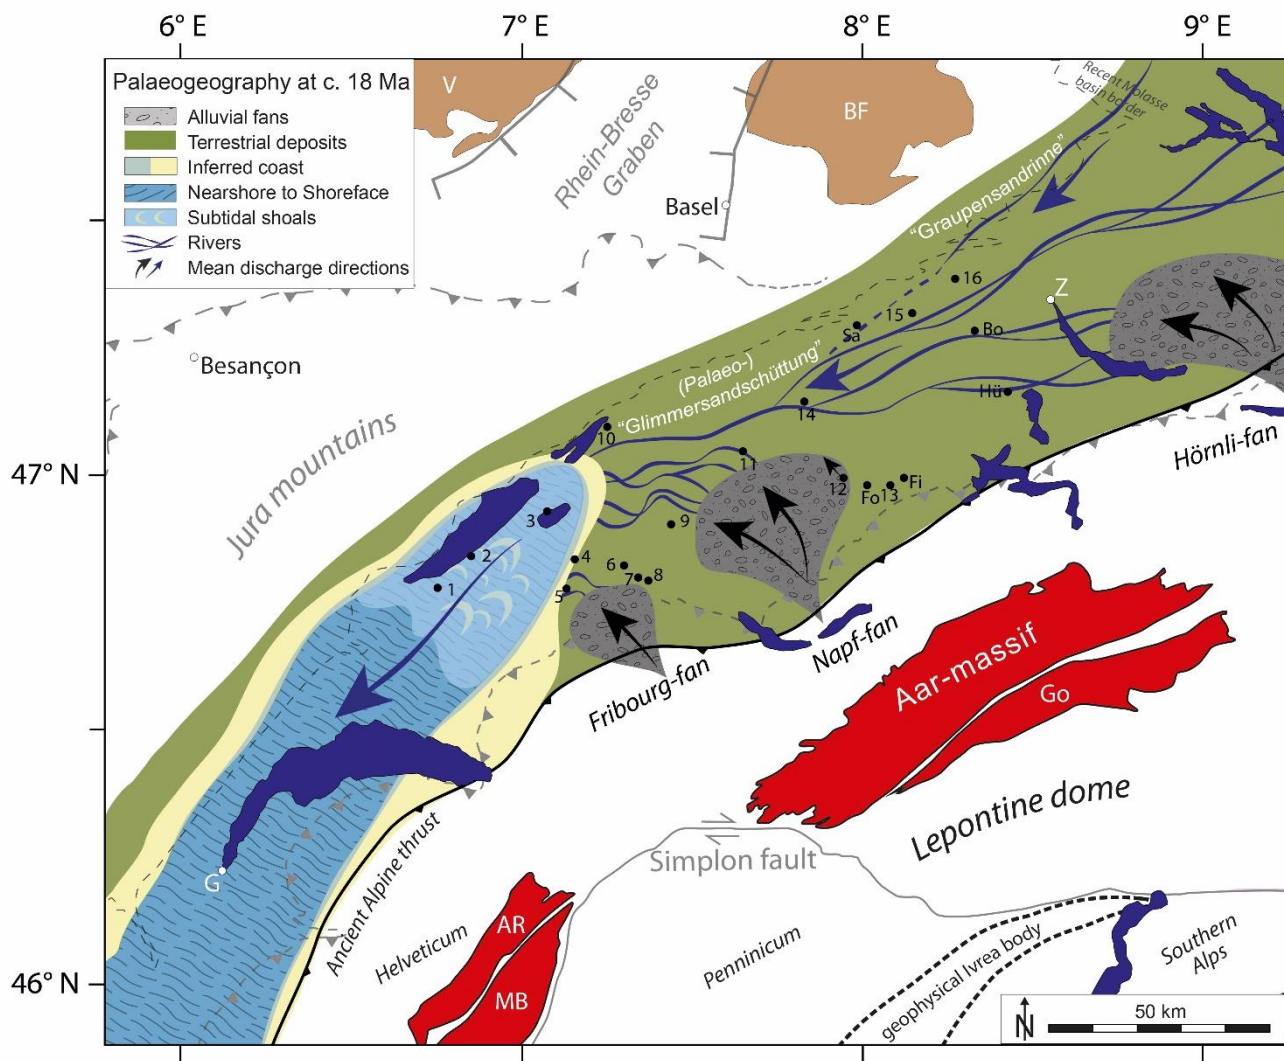 6° E
7° E
8° E
9° E
47° N
46° N
Palaeogeography at c. 18 Ma
Alluvial fans
Terrestrial deposits
Inferred coast
Nearshore to Shoreface
Subtidal shoals
Rivers
Mean discharge directions
V
Rhein-Bresse
Graben
BF
Recent Molasse
basin border
Basel
"Graupensandrinne"
Besançon
16
15
Sa
Bo
Z
(Palaeo-)
"Glimmersandschüttung"
14
Hü
Hörnli-fan
Jura mountains
10
11
12
Fo
13
Fi
3
9
2
4
6
1
5
7
8
Napf-fan
Fribourg-fan
Aar-massif
Go
Lepontine dome
G
Ancient Alpine thrust
Simplon fault
Helveticum
AR
MB
Penninicum
geophysical Ivrea body
Southern
Alps
N
50 km